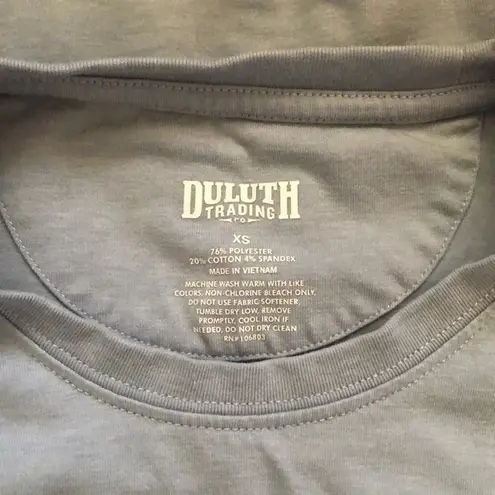 DULUTH
TRADING
CO
XS
76% POLYESTER
20% COTTON 4% SPANDEX
MADE IN VIETNAM
MACHINE WASH WARM WITH LIKE
COLORS. NON-CHLORINE BLEACH ONLY.
DO NOT USE FABRIC SOFTENER.
TUMBLE DRY LOW, REMOVE
PROMPTLY, COOL IRON IF
NEEDED, DO NOT DRY CLEAN
RN# 106803